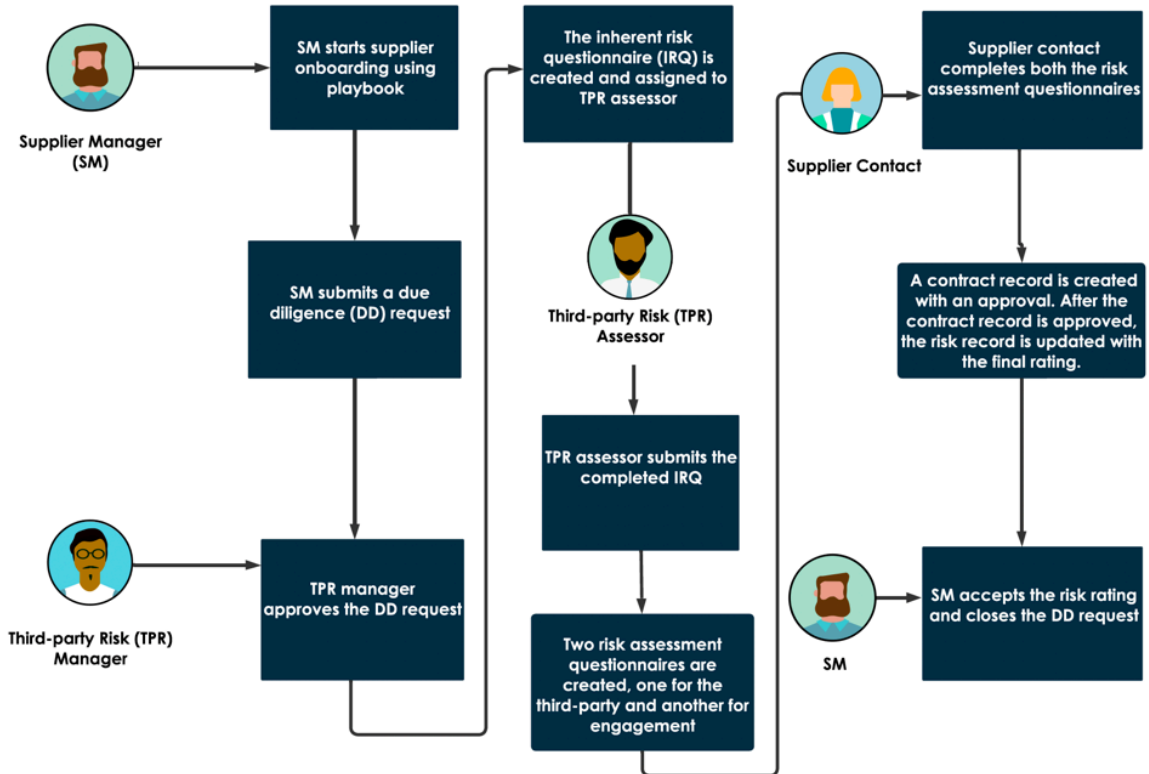 SM starts supplier
onboarding using
playbook
Supplier Manager
(SM)
SM submits a due
diligence (DD) request
TPR manager
approves the DD request
Third-party Risk (TPR)
Manager
The inherent risk
questionnaire (IRQ) is
created and assigned to
TPR assessor
Third-party Risk (TPR)
Assessor
TPR assessor submits the
completed IRQ
Two risk assessment
questionnaires are
created, one for the
third-party and another for
engagement
Supplier contact
completes both the risk
assessment questionnaires
Supplier Contact
A contract record is created
with an approval. After the
contract record is approved,
the risk record is updated with
the final rating.
SM accepts the risk rating
and closes the DD request
SM